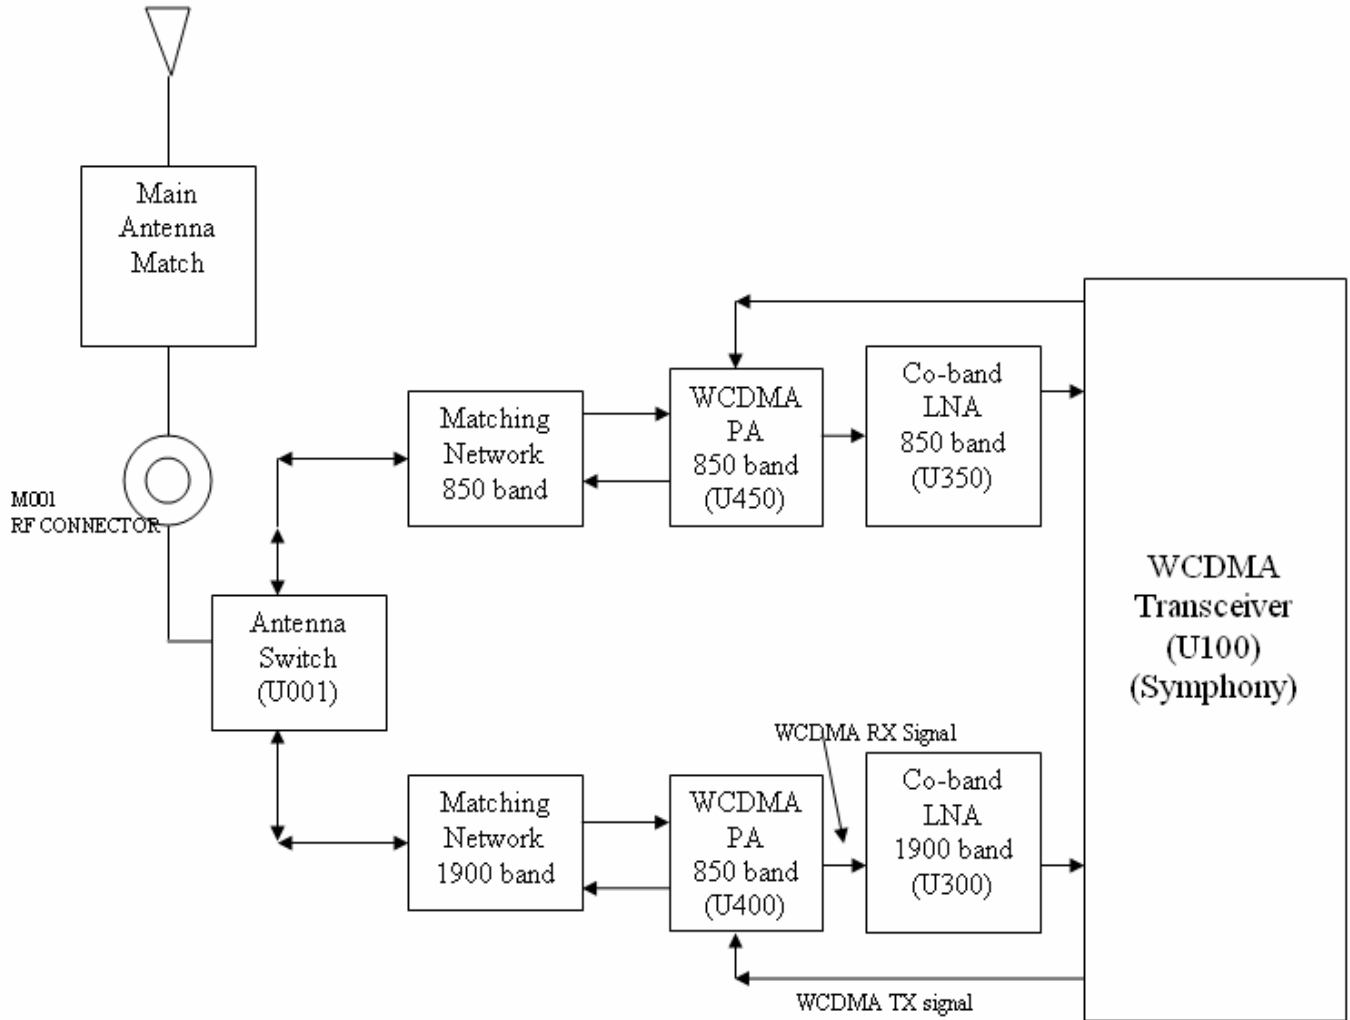 Main
Antenna
Match
M001
RF CONNECTOR
Antenna
Switch
(U001)
Matching
Network
850 band
WCDMA
PA
850 band
(U450)
Co-band
LNA
850 band
(U350)
WCDMA
Transceiver
(U100)
(Symphony)
WCDMA RX Signal
Matching
Network
1900 band
WCDMA
PA
850 band
(U400)
Co-band
LNA
1900 band
(U300)
WCDMA TX signal